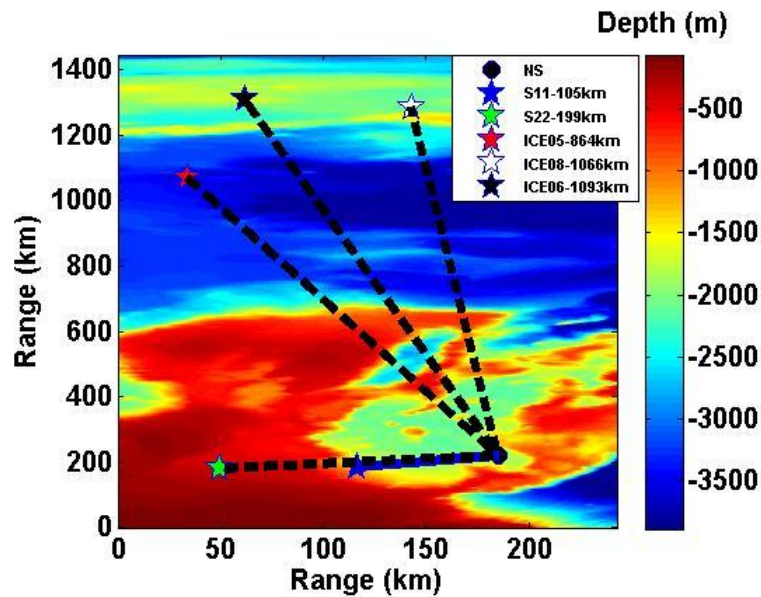 Depth (m)
NS
S11-105km
S22-199km
ICE05-864km
ICE08-1066km
ICE06-1093km
1400
1200
1000
800
600
400
200
0
Range (km)
0
50
100
150
200
Range (km)
-500
-1000
-1500
-2000
-2500
-3000
-3500